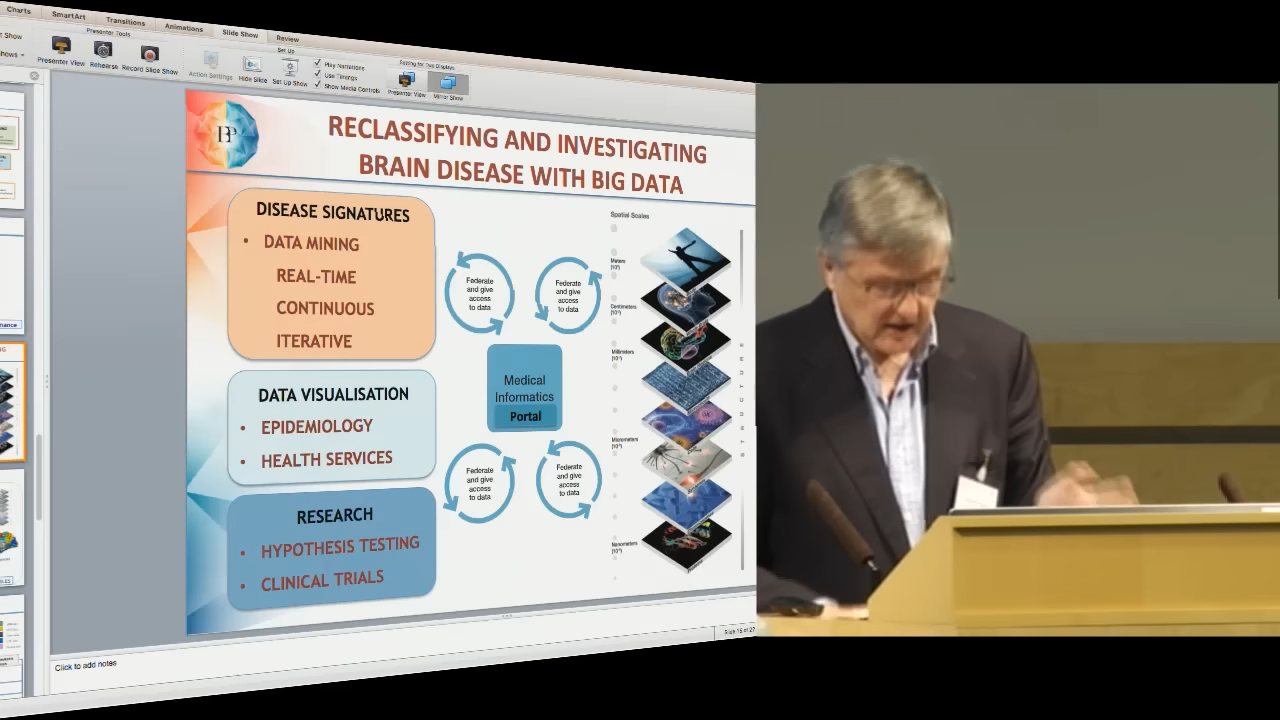 Charts SmartArt Transitions Animations Slide Show Review
Presenter Tools
Set Up
Presenter View
Rehearse
Record Slide Show
Action Settings
Hide Slide
Set Up Show
Play Narrations
Use Timings
Show Media Controls
Presenter View
Mirror Show
RECLASSIFYING AND INVESTIGATING
BRAIN DISEASE WITH BIG DATA
DISEASE SIGNATURES
• DATA MINING
REAL-TIME
CONTINUOUS
ITERATIVE
DATA VISUALISATION
• EPIDEMIOLOGY
• HEALTH SERVICES
RESEARCH
• HYPOTHESIS TESTING
• CLINICAL TRIALS
Federate
and give
access
to data
Federate
and give
access
to data
Medical
Informatics
Portal
Federate
and give
access
to data
Federate
and give
access
to data
Spatial Scales
Meters
Centimeters
Millimeters
Micrometers
Nanometers
STRUCTURE
Click to add notes